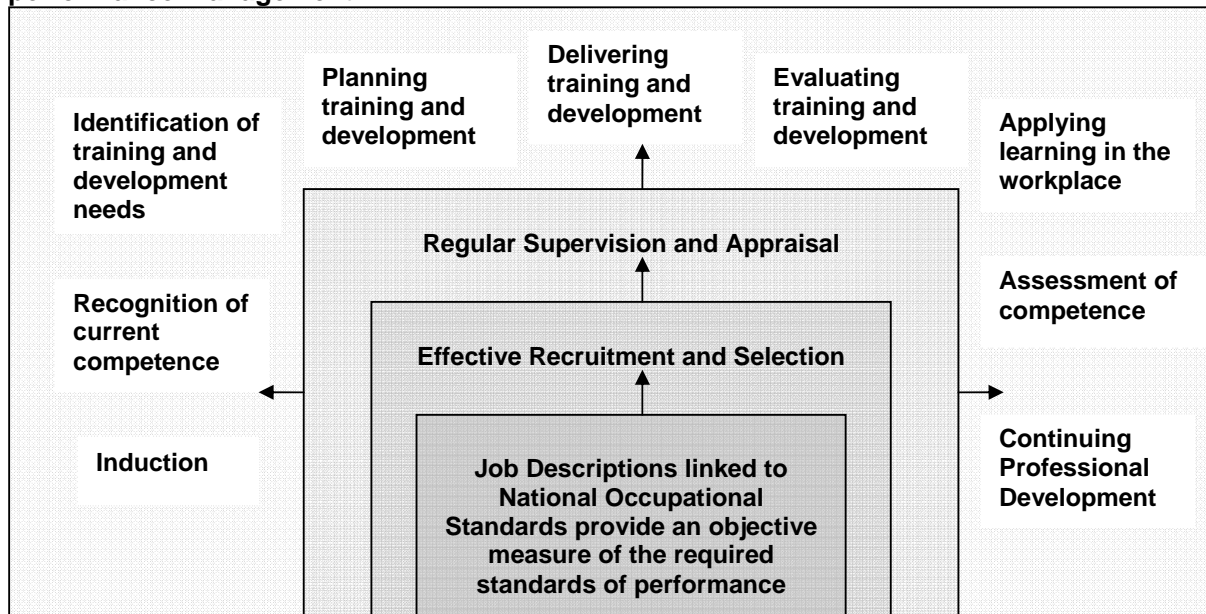 performance management
Delivering
training and
development
Planning
training and
development
Evaluating
training and
development
Identification of
training and
development
needs
Applying
learning in the
workplace
Regular Supervision and Appraisal
Recognition of
current
competence
Assessment of
competence
Effective Recruitment and Selection
Induction
Continuing
Professional
Development
Job Descriptions linked to
National Occupational
Standards provide an objective
measure of the required
standards of performance